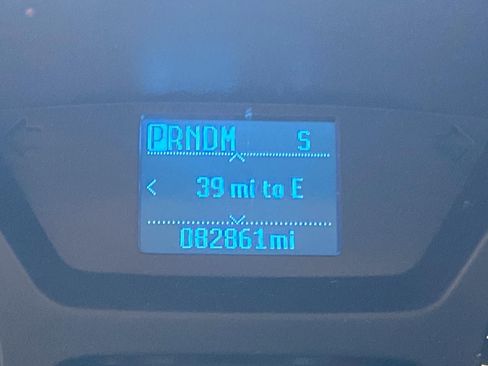 PRNDM S
< 39 mi to E
082861mi